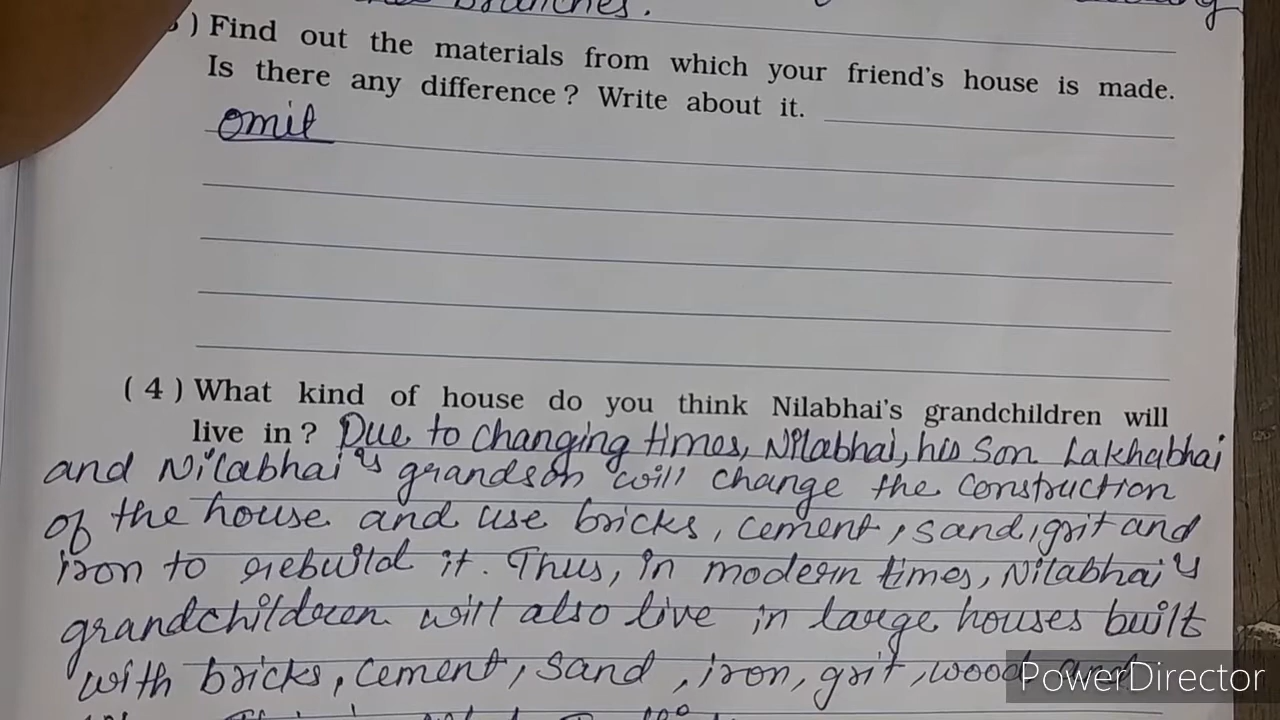 branches.
) Find out the materials from which your friend's house is made.
Is there any difference? Write about it.
omit
( 4 ) What kind of house do you think Nilabhai's grandchildren will
live in? Due to changing times, Nilabhai, his Son Lakhabhai
and Nilabhai's grandson will change the construction
of the house and use bricks, cement, sand, grit and
iron to rebuild it. Thus, in modern times, Nilabhai's
grandchildren will also live in large houses built
with bricks, cement, sand, iron, grit, wood and
PowerDirector